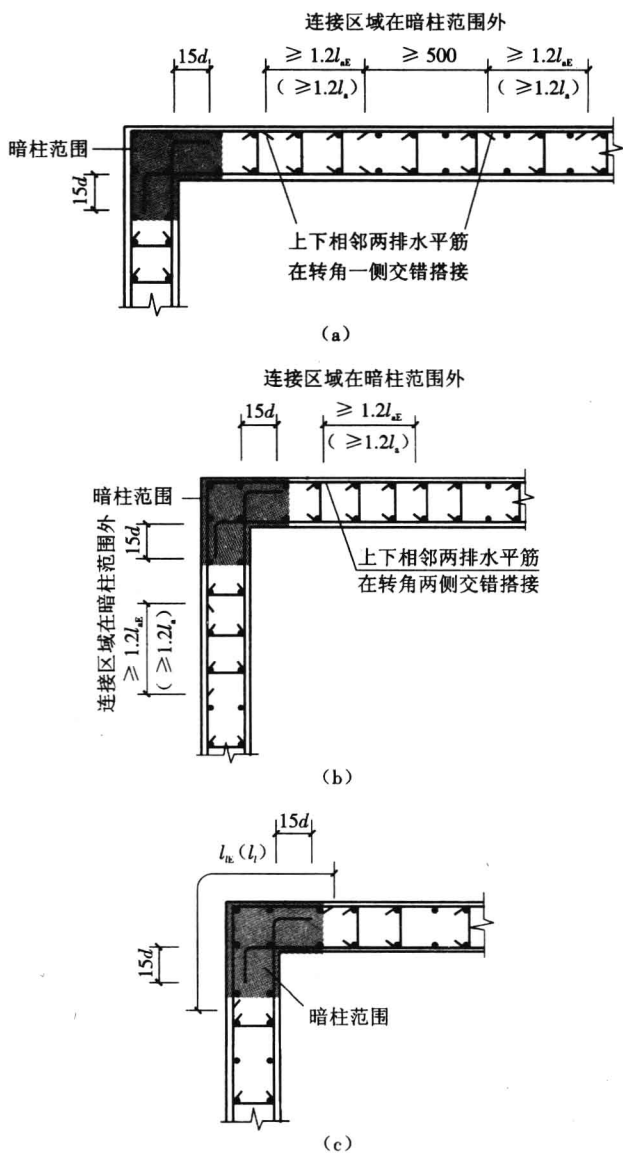 连接区域在暗柱范围外
15d
≥ 1.2laE
≥ 500
≥ 1.2laE
（≥1.2la）
（≥1.2la）
暗柱范围
15d
上下相邻两排水平筋
在转角一侧交错搭接
（a）
连接区域在暗柱范围外
15d
≥ 1.2laE
（≥1.2la）
暗柱范围
15d
连接区域在暗柱范围外
≥ 1.2laE
（≥1.2la）
上下相邻两排水平筋
在转角两侧交错搭接
（b）
15d
llE(ll)
15d
暗柱范围
（c）